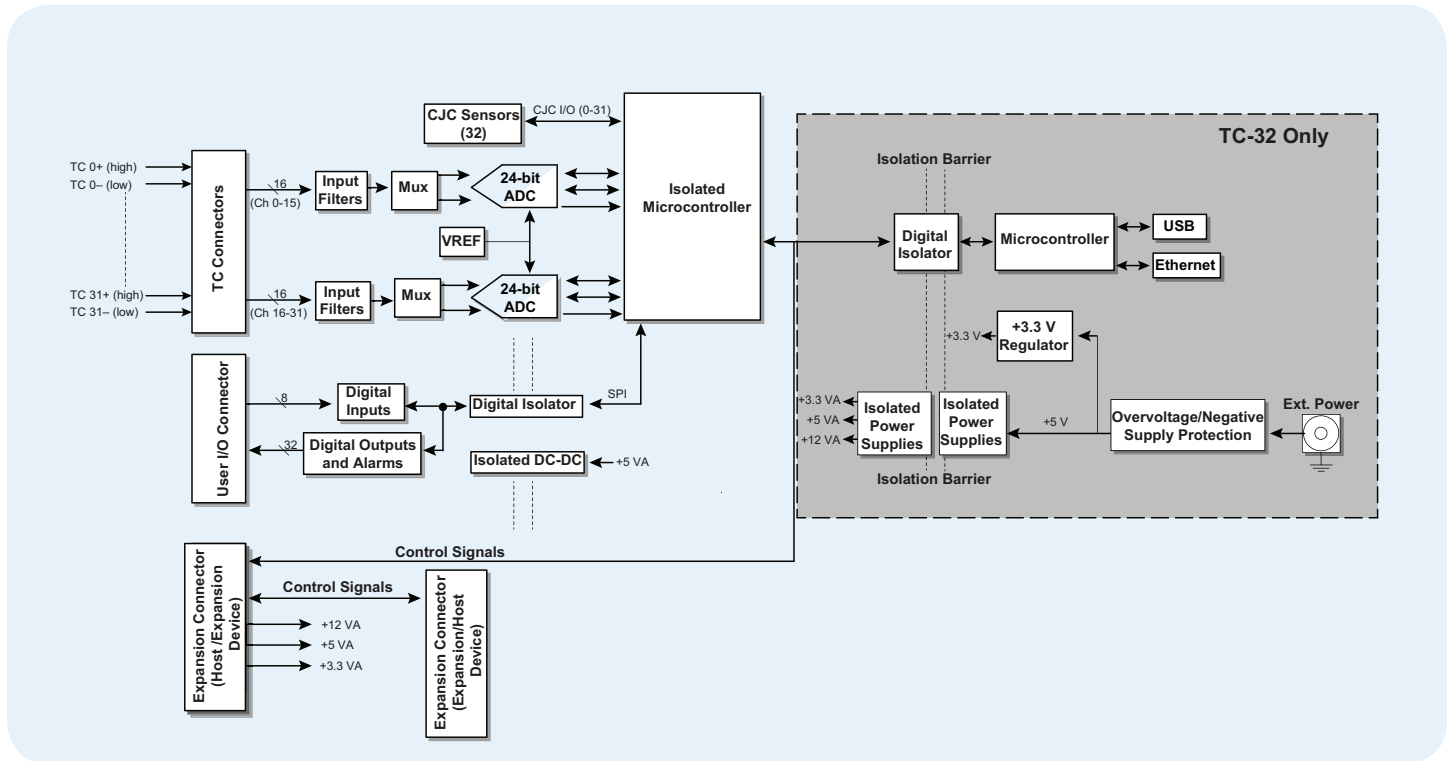 TC-32 Only
CJC Sensors
(32)
CJC I/O (0-31)
Isolated
Microcontroller
TC 0+ (high)
TC 0– (low)
TC 31+ (high)
TC 31– (low)
TC Connectors
16
(Ch 0-15)
Input
Filters
Mux
24-bit
ADC
VREF
16
(Ch 16-31)
Input
Filters
Mux
24-bit
ADC
User I/O Connector
8
Digital
Inputs
32
Digital Outputs
and Alarms
Digital Isolator
SPI
Isolated DC-DC
+5 VA
Isolation Barrier
Digital
Isolator
Microcontroller
USB
Ethernet
+3.3 V
+3.3 V
Regulator
+3.3 VA
+5 VA
+12 VA
Isolated
Power
Supplies
Isolated
Power
Supplies
+5 V
Overvoltage/Negative
Supply Protection
Ext. Power
Isolation Barrier
Control Signals
Expansion Connector
(Host /Expansion
Device)
Control Signals
+12 VA
+5 VA
+3.3 VA
Expansion Connector
(Expansion/Host
Device)